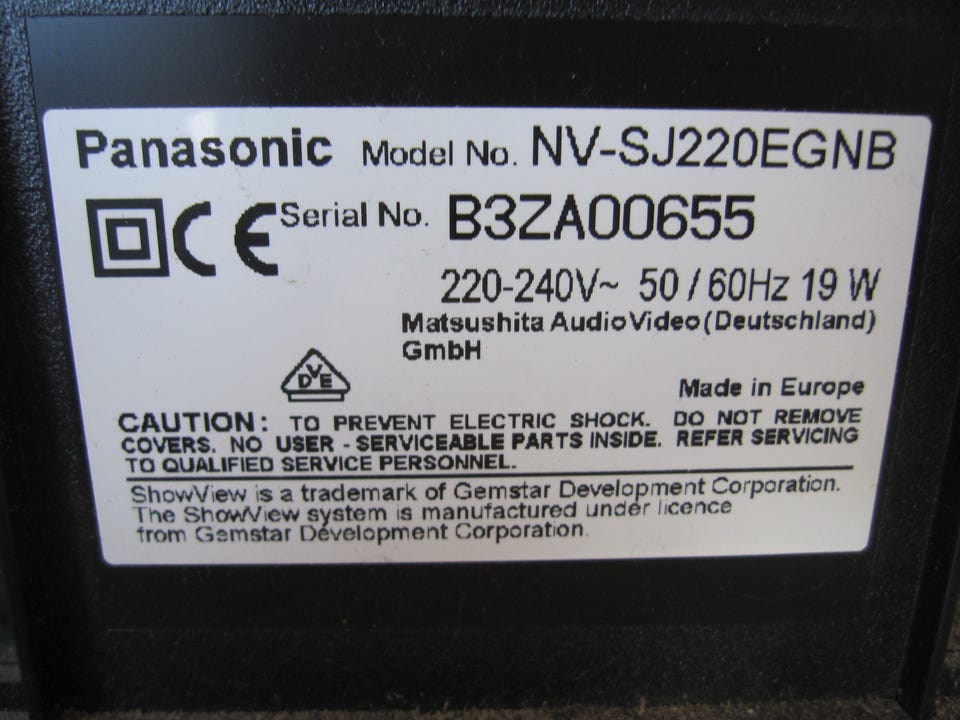 Panasonic Model No. NV-SJ220EGNB
CE Serial No. B3ZA00655
220-240V~ 50 / 60Hz 19 W
Matsushita Audio Video (Deutschland)
GmbH
DVE
Made in Europe
CAUTION: TO PREVENT ELECTRIC SHOCK. DO NOT REMOVE
COVERS. NO USER - SERVICEABLE PARTS INSIDE. REFER SERVICING
TO QUALIFIED SERVICE PERSONNEL.
ShowView is a trademark of Gemstar Development Corporation.
The ShowView system is manufactured under licence
from Gemstar Development Corporation.